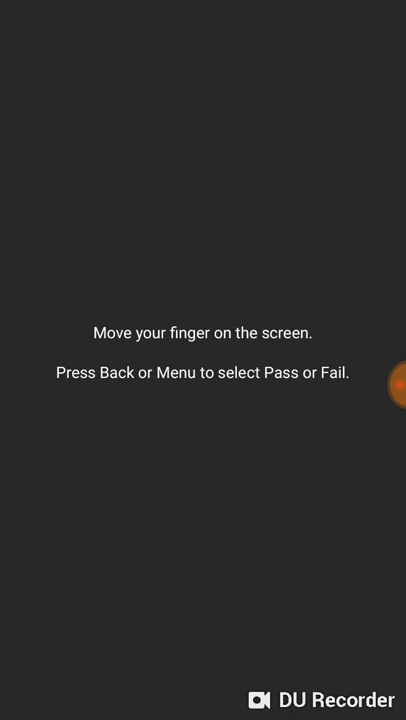 Move your finger on the screen.
Press Back or Menu to select Pass or Fail.
DU Recorder